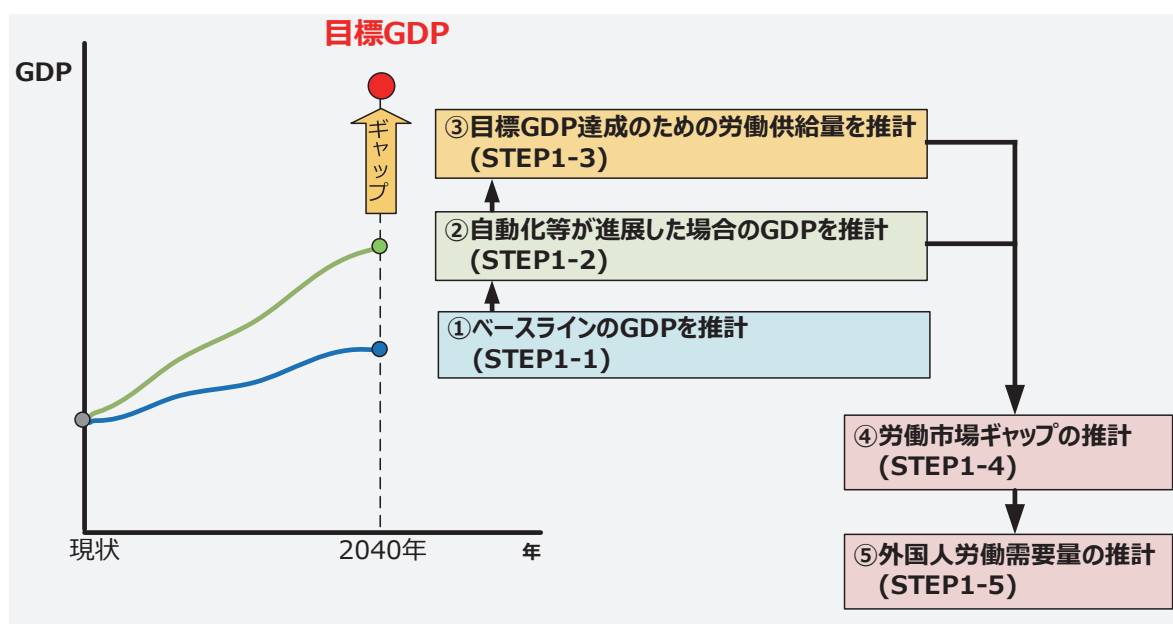 目標GDP
GDP
ギャップ
③目標GDP達成のための労働供給量を推計
(STEP1-3)
②自動化等が進展した場合のGDPを推計
(STEP1-2)
①ベースラインのGDPを推計
(STEP1-1)
④労働市場ギャップの推計
(STEP1-4)
⑤外国人労働需要量の推計
(STEP1-5)
現状
2040年
年